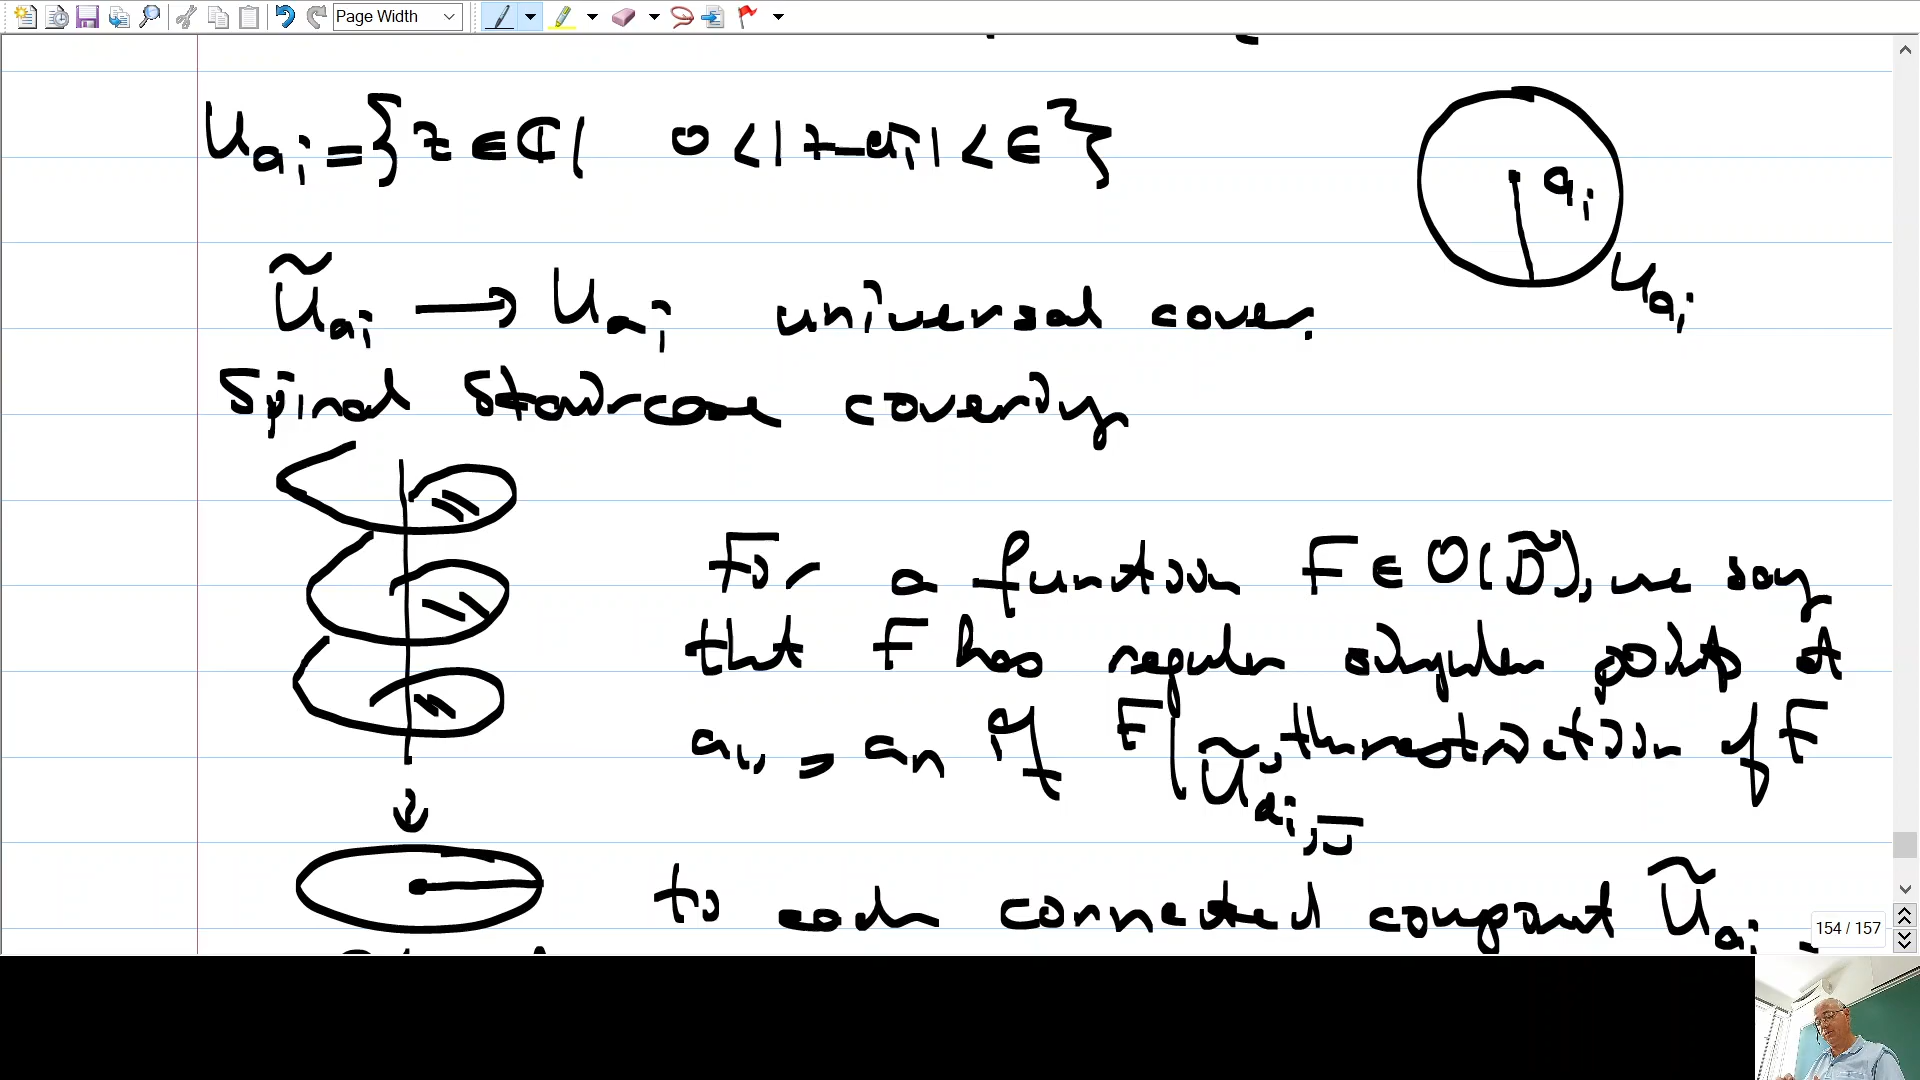 Page Width
U_{a_i} = { z ∈ ℂ | 0 < |z - a_i| < ∈ }
a_i
U_{a_i}
Ũ_{a_i} ⟶ U_{a_i} universal cover.
Spiral Staircase covering
For a function F ∈ O(D̃), we say
that F has regular singular points at
a_1, , a_n if F|_{Ũ_{a_i, J}}, the restriction of F
to each connected componant Ũ_{a_i}
154 / 157